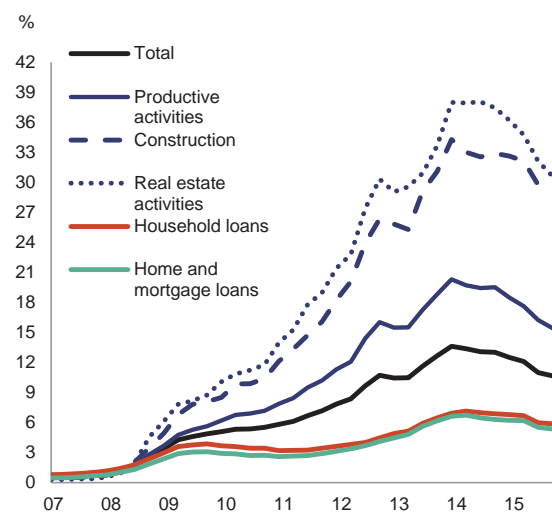 %
42
39
36
33
30
27
24
21
18
15
12
9
6
3
0
Total
Productive
activities
Construction
Real estate
activities
Household loans
Home and
mortgage loans
07 08 09 10 11 12 13 14 15